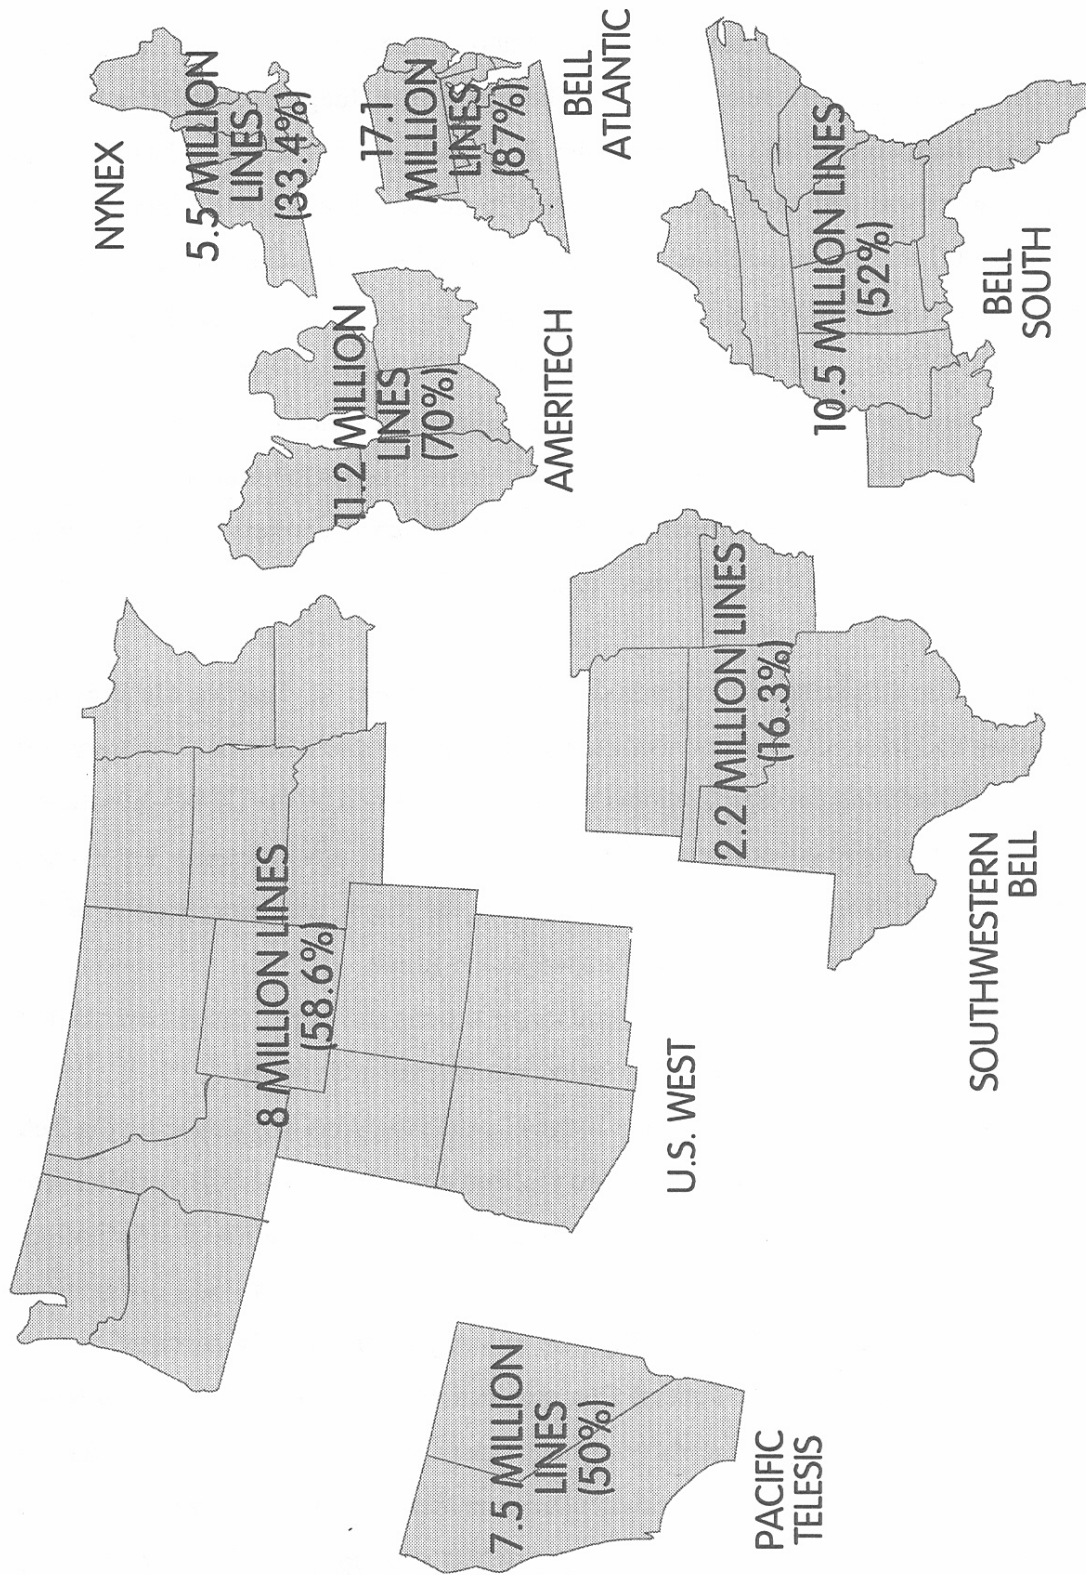 NYNEX
5.5 MILLION
LINES
(33.4%)
17.1
MILLION
LINES
(87%)
BELL
ATLANTIC
11.2 MILLION
LINES
(70%)
AMERITECH
10.5 MILLION LINES
(52%)
BELL
SOUTH
8 MILLION LINES
(58.6%)
U.S. WEST
2.2 MILLION LINES
(16.3%)
SOUTHWESTERN
BELL
7.5 MILLION
LINES
(50%)
PACIFIC
TELESIS